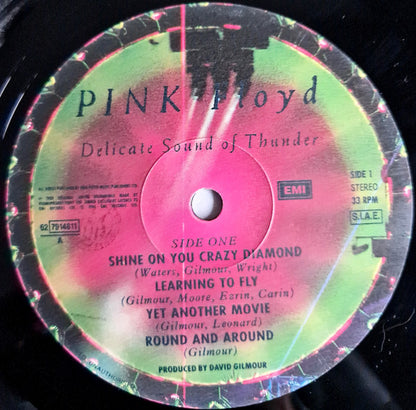 PINK Floyd
Delicate Sound of Thunder
EMI
SIDE 1
STEREO
33 RPM
S.I.A.E.
62 7914811
A
SIDE ONE
SHINE ON YOU CRAZY DIAMOND
(Waters, Gilmour, Wright)
LEARNING TO FLY
(Gilmour, Moore, Ezrin, Carin)
YET ANOTHER MOVIE
(Gilmour, Leonard)
ROUND AND AROUND
(Gilmour)
PRODUCED BY DAVID GILMOUR